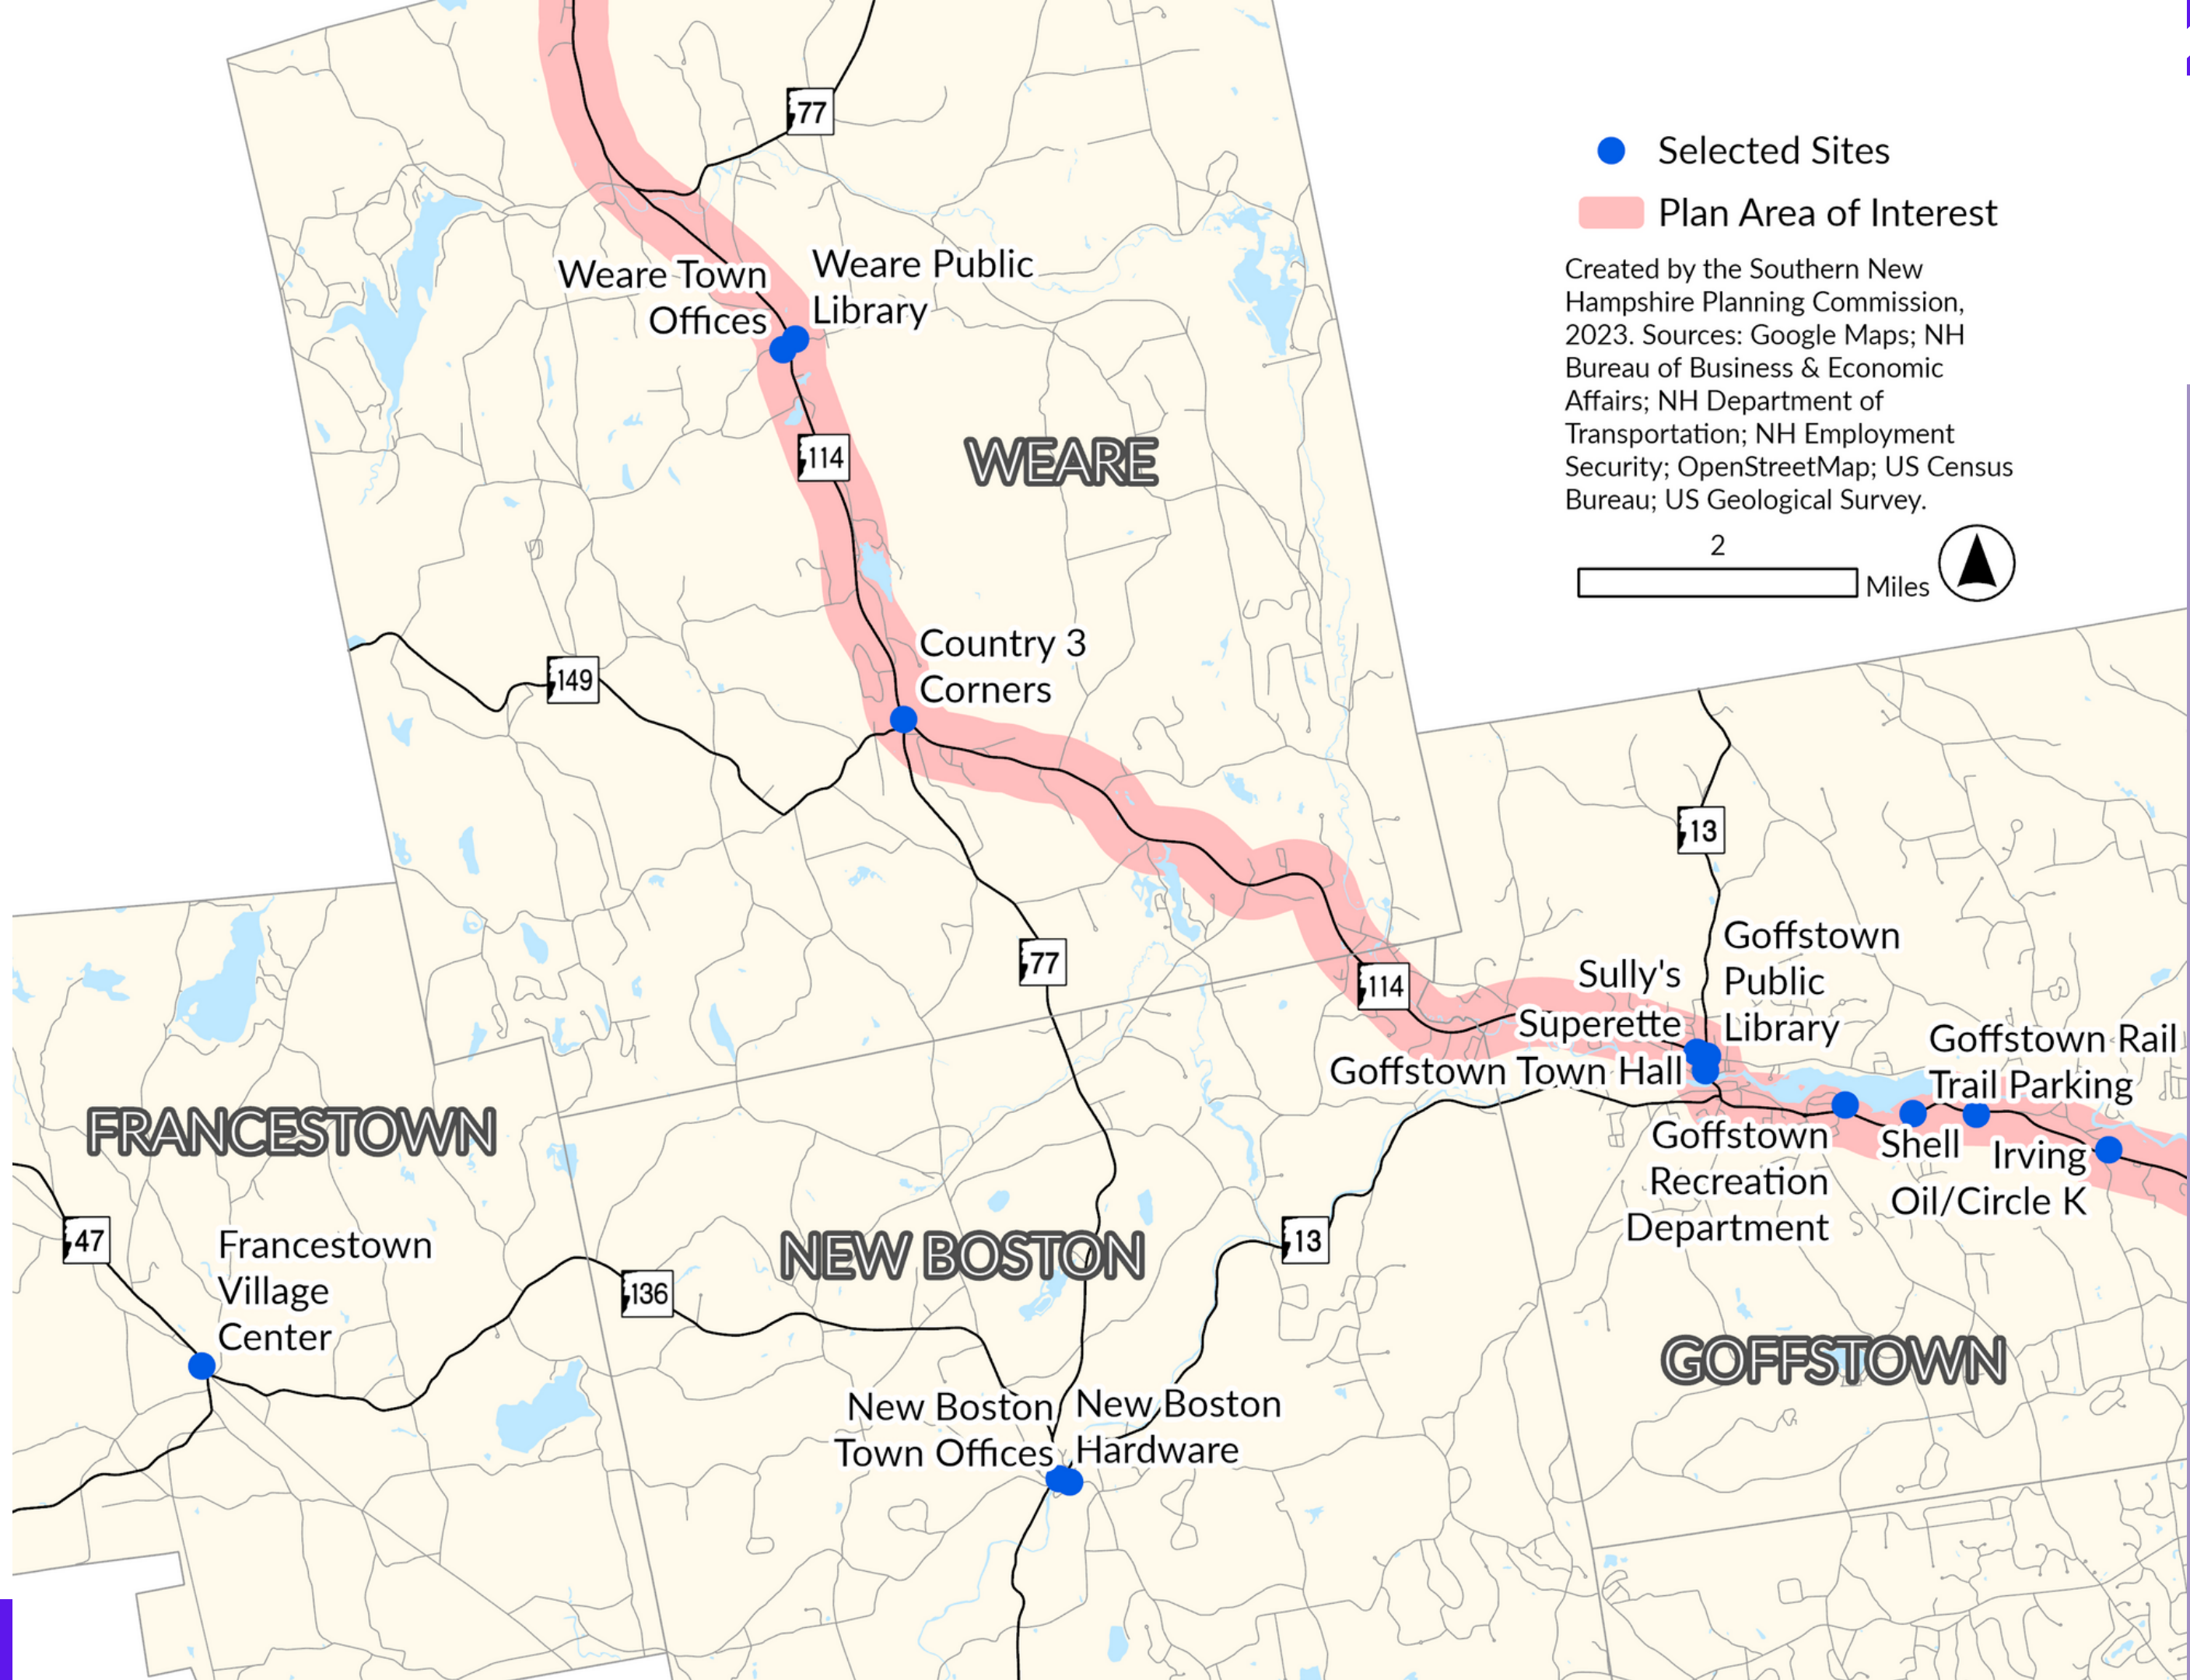 77
Selected Sites
Plan Area of Interest
Created by the Southern New
Hampshire Planning Commission,
2023. Sources: Google Maps; NH
Bureau of Business & Economic
Affairs; NH Department of
Transportation; NH Employment
Security; OpenStreetMap; US Census
Bureau; US Geological Survey.
2
Miles
Weare Town
Offices
Weare Public
Library
114
WEARE
Country 3
Corners
149
13
77
114
Sully's
Superette
Goffstown
Public
Library
Goffstown Town Hall
Goffstown Rail
Trail Parking
Goffstown
Recreation
Department
Shell
Irving
Oil/Circle K
FRANCESTOWN
47
Francestown
Village
Center
136
NEW BOSTON
13
GOFFSTOWN
New Boston
Town Offices
New Boston
Hardware